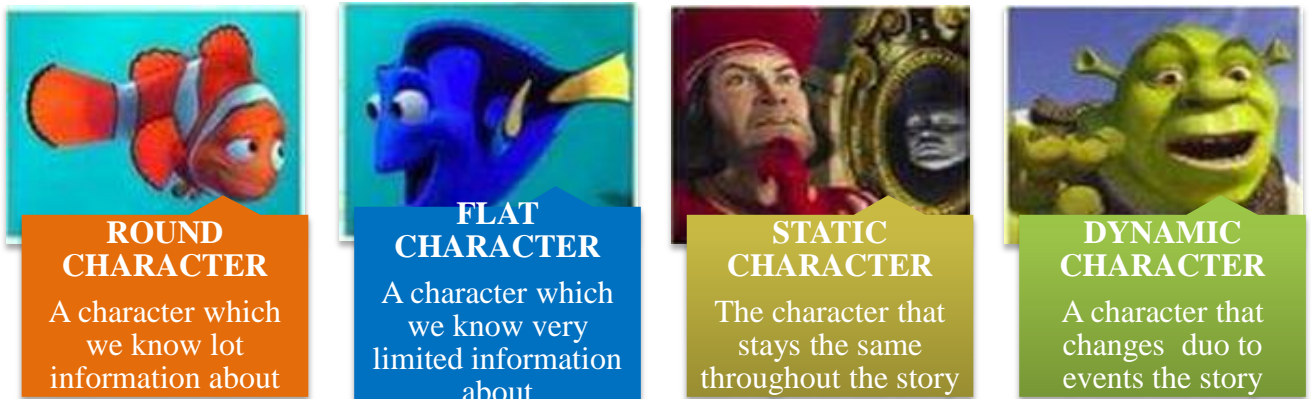 ROUND
CHARACTER
A character which
we know lot
information about
FLAT
CHARACTER
A character which
we know very
limited information
about
STATIC
CHARACTER
The character that
stays the same
throughout the story
DYNAMIC
CHARACTER
A character that
changes duo to
events the story